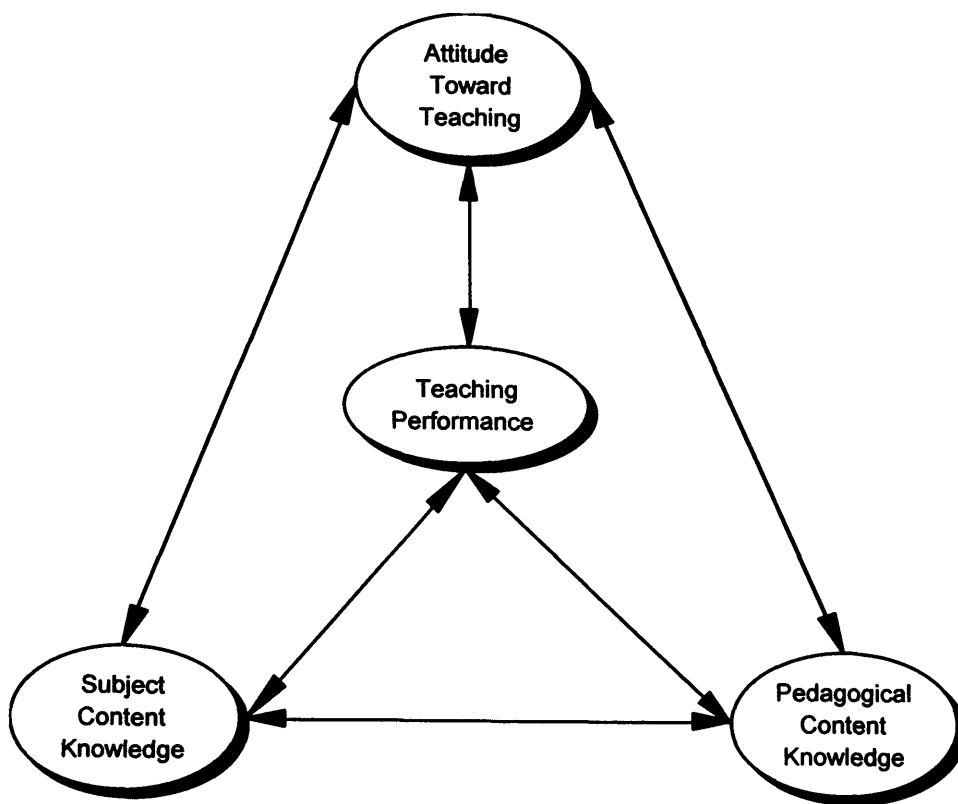 Attitude
Toward
Teaching
Teaching
Performance
Subject
Content
Knowledge
Pedagogical
Content
Knowledge